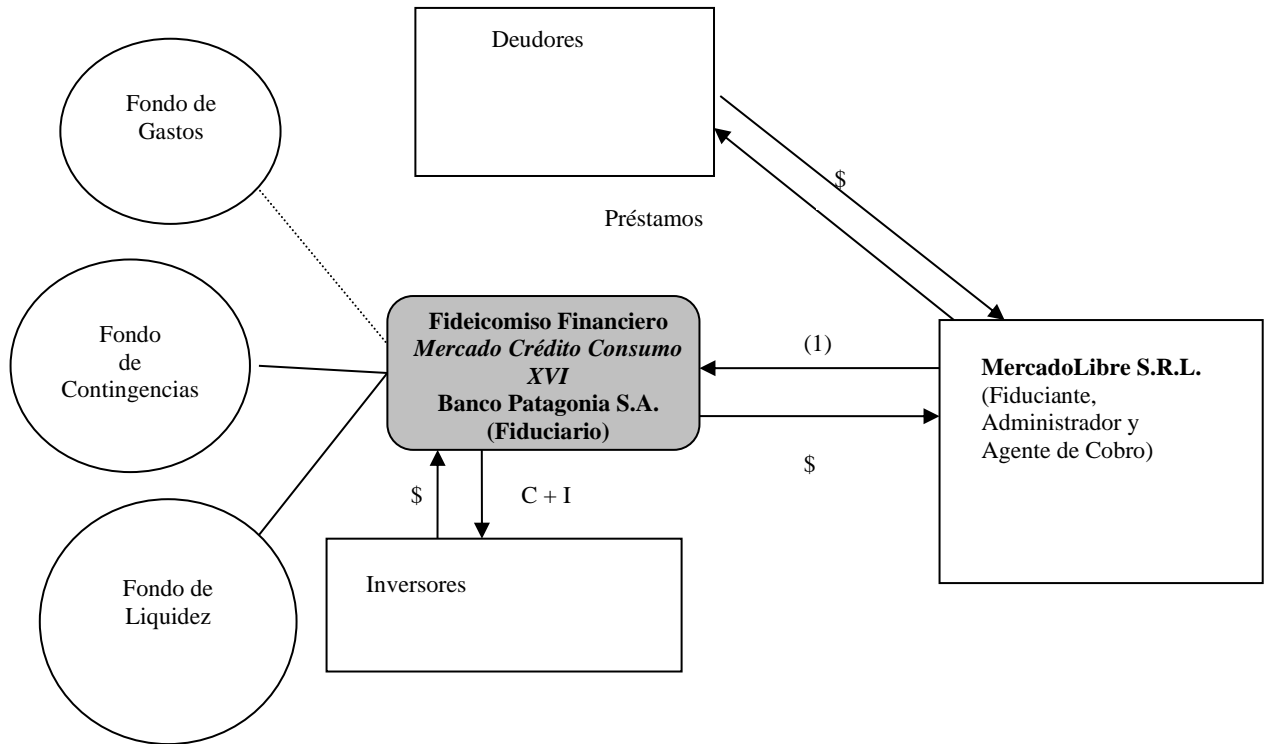 Deudores
Fondo de
Gastos
$
Préstamos
Fondo
de
Contingencias
Fideicomiso Financiero
Mercado Crédito Consumo
XVI
Banco Patagonia S.A.
(Fiduciario)
(1)
MercadoLibre S.R.L.
(Fiduciante,
Administrador y
Agente de Cobro)
$
$
C + I
Fondo de
Liquidez
Inversores